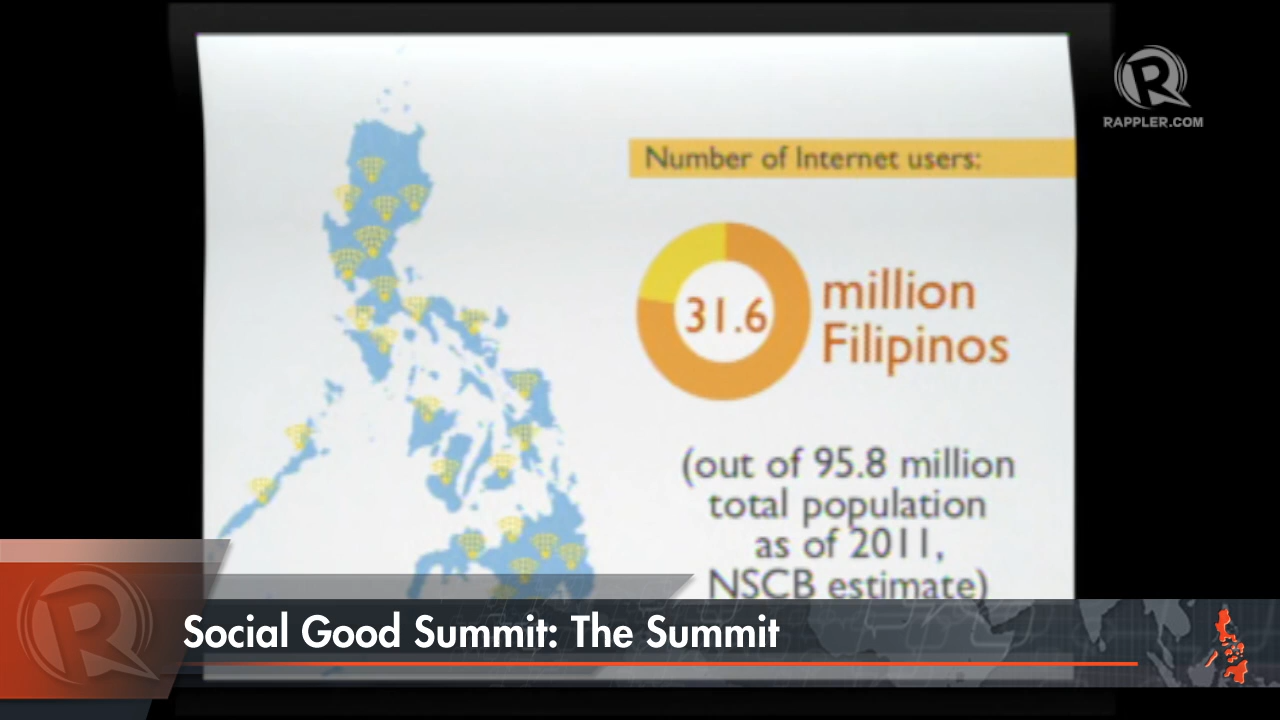 RAPPLER.COM
Number of Internet users:
31.6
million
Filipinos
(out of 95.8 million
total population
as of 2011,
NSCB estimate)
Social Good Summit: The Summit